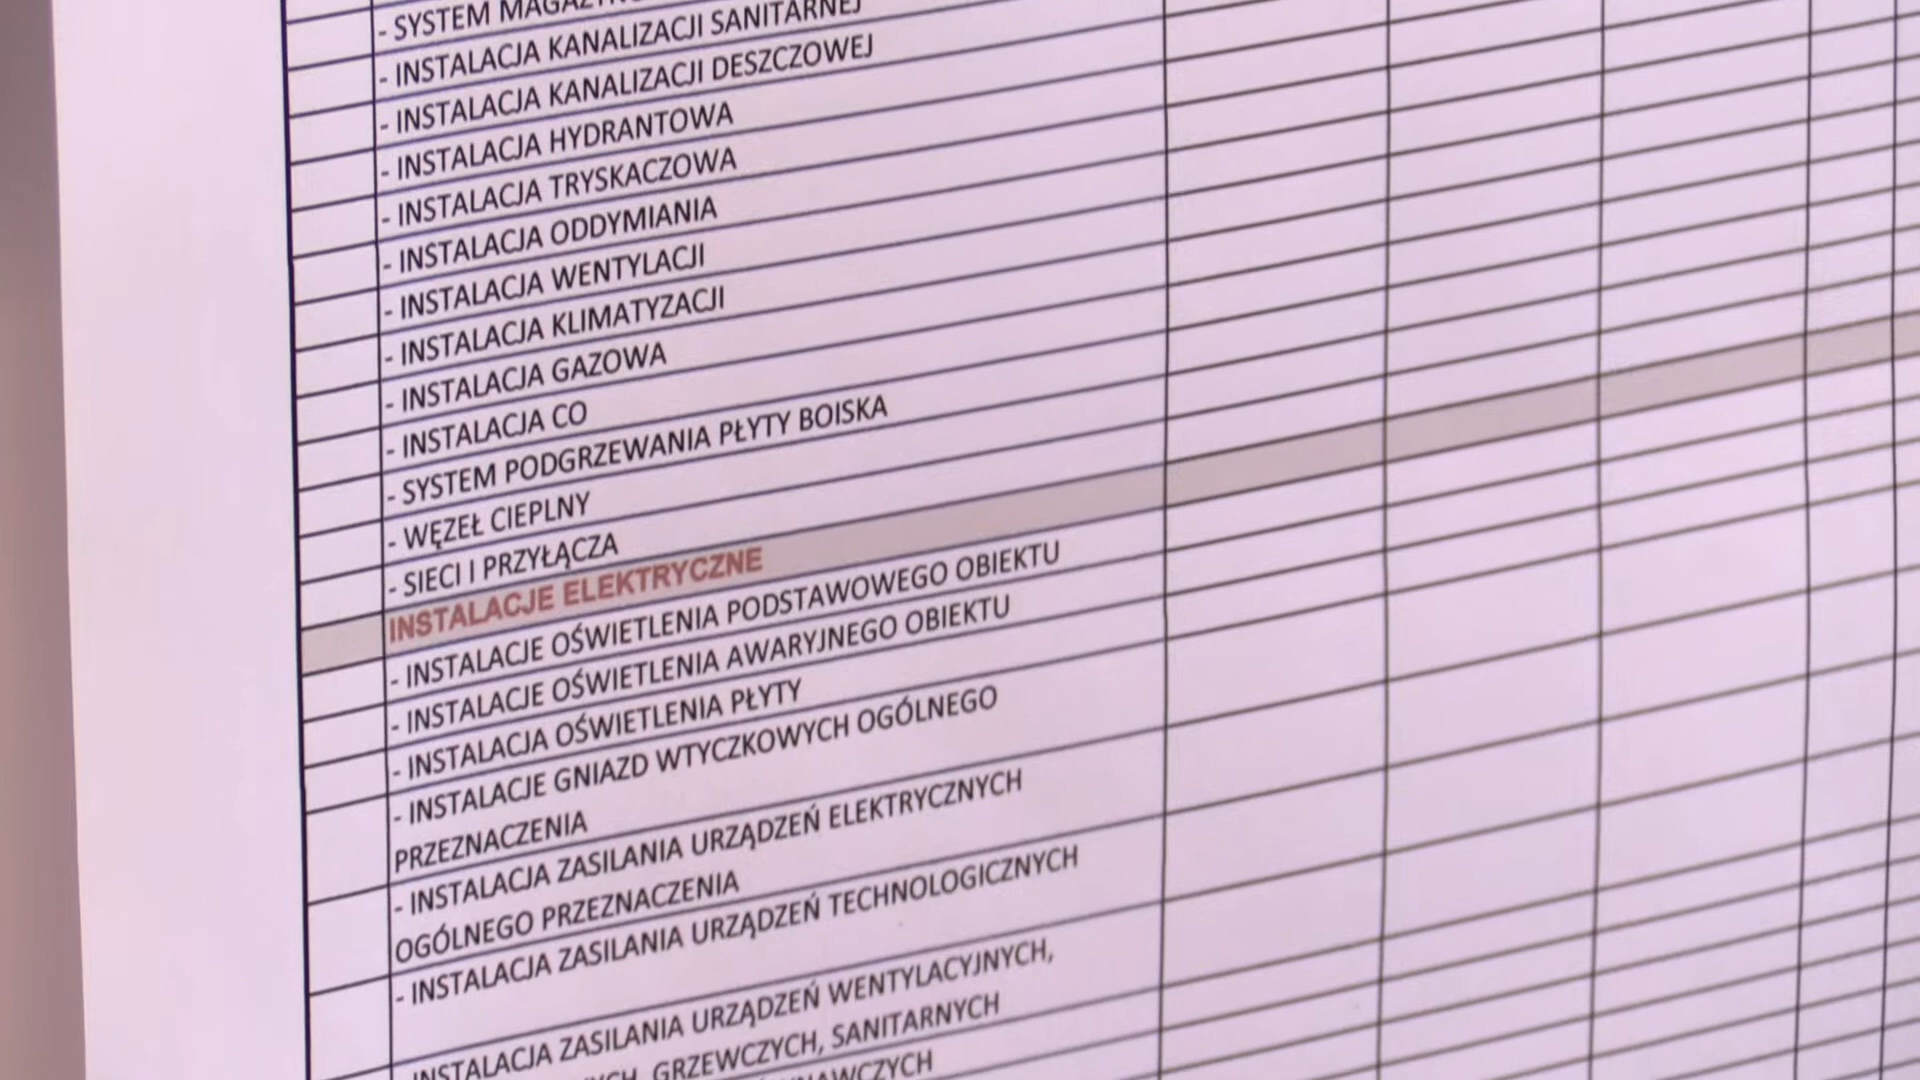 - SYSTEM
- INSTALACJA KANALIZACJI SANITARNEJ
- INSTALACJA KANALIZACJI DESZCZOWEJ
- INSTALACJA HYDRANTOWA
- INSTALACJA TRYSKACZOWA
- INSTALACJA ODDYMIANIA
- INSTALACJA WENTYLACJI
- INSTALACJA KLIMATYZACJI
- INSTALACJA GAZOWA
- INSTALACJA CO
- SYSTEM PODGRZEWANIA PŁYTY BOISKA
- WĘZEŁ CIEPLNY
- SIECI I PRZYŁĄCZA
INSTALACJE ELEKTRYCZNE
- INSTALACJE OŚWIETLENIA PODSTAWOWEGO OBIEKTU
- INSTALACJE OŚWIETLENIA AWARYJNEGO OBIEKTU
- INSTALACJA OŚWIETLENIA PŁYTY
- INSTALACJE GNIAZD WTYCZKOWYCH OGÓLNEGO
PRZEZNACZENIA
- INSTALACJA ZASILANIA URZĄDZEŃ ELEKTRYCZNYCH
OGÓLNEGO PRZEZNACZENIA
- INSTALACJA ZASILANIA URZĄDZEŃ TECHNOLOGICZNYCH
INSTALACJA ZASILANIA URZĄDZEŃ WENTYLACYJNYCH,
GRZEWCZYCH, SANITARNYCH